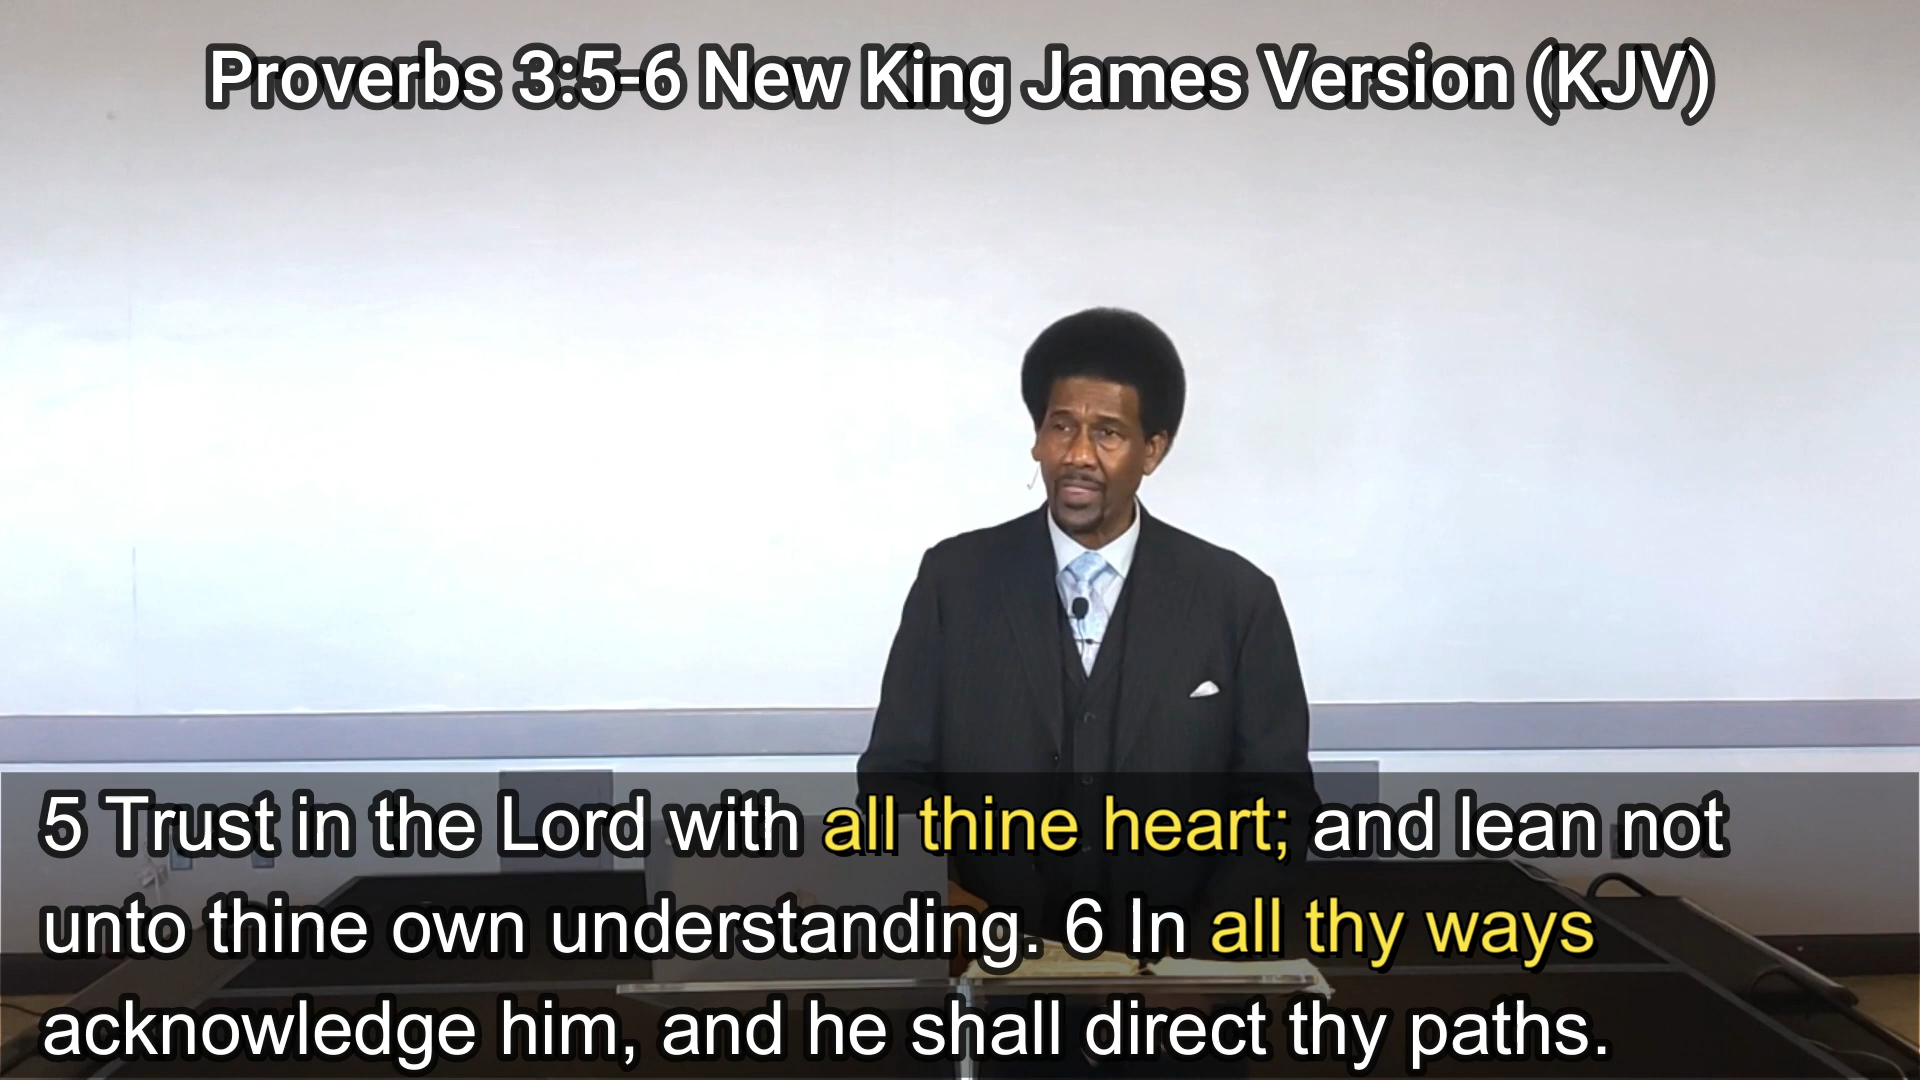 Proverbs 3:5-6 New King James Version (KJV)
5 Trust in the Lord with all thine heart; and lean not
unto thine own understanding. 6 In all thy ways
acknowledge him, and he shall direct thy paths.